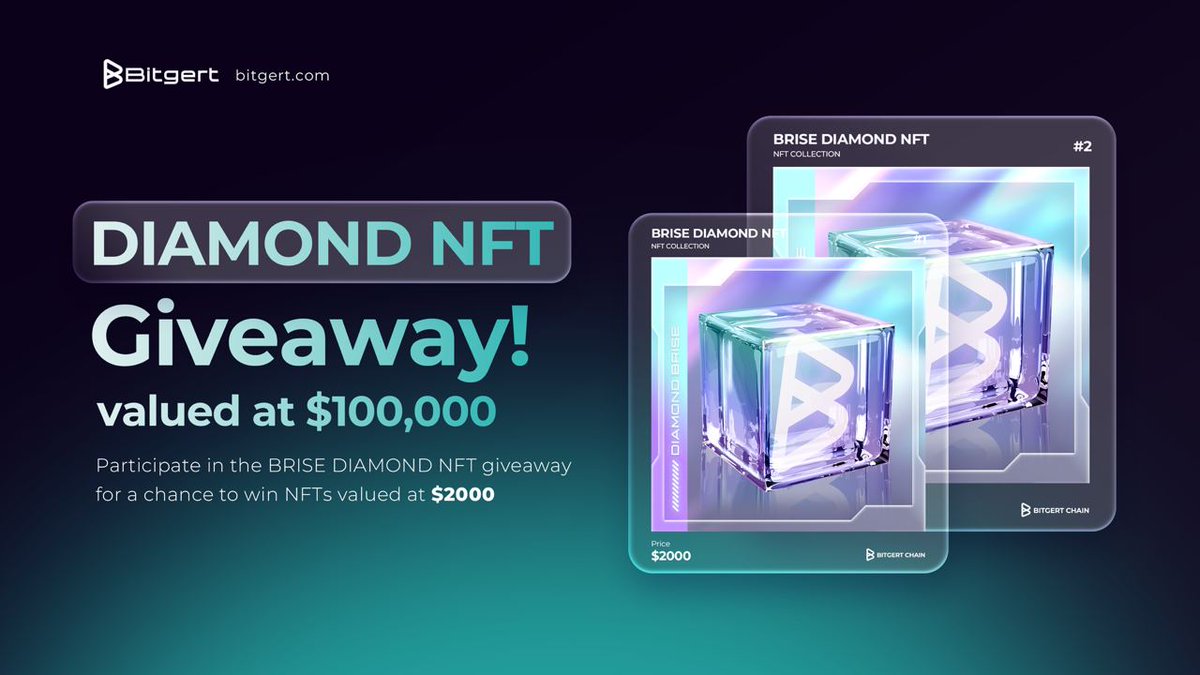 Bitgert bitgert.com
DIAMOND NFT
Giveaway!
valued at $100,000
Participate in the BRISE DIAMOND NFT giveaway
for a chance to win NFTs valued at $2000
BRISE DIAMOND NFT
NFT COLLECTION
#1
DIAMOND BRISE
Price
$2000
BITGERT CHAIN
BRISE DIAMOND NFT
NFT COLLECTION
#2
BITGERT CHAIN